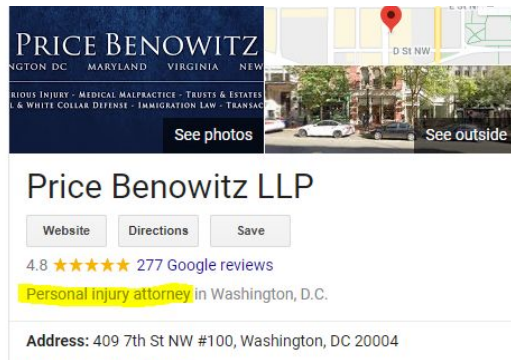 E St N
PRICE BENOWITZ
NGTON DC MARYLAND VIRGINIA NEW
RIOUS INJURY - MEDICAL MALPRACTICE - TRUSTS & ESTATES
L & WHITE COLLAR DEFENSE - IMMIGRATION LAW - TRANSAC
D St NW
See photos
See outside
Price Benowitz LLP
Website Directions Save
4.8 ★★★★★ 277 Google reviews
Personal injury attorney in Washington, D.C.
Address: 409 7th St NW #100, Washington, DC 20004